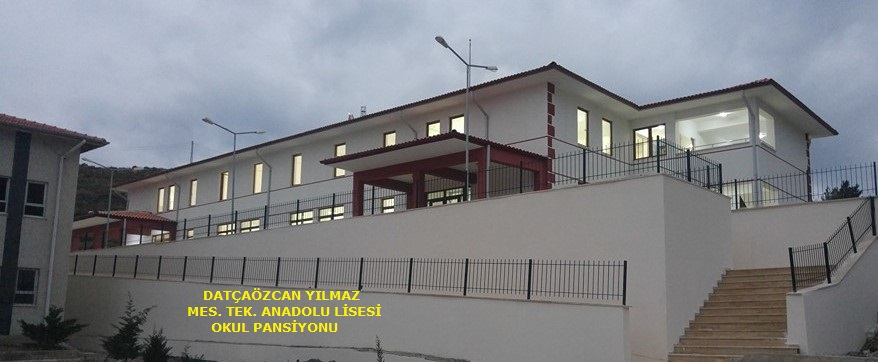 DATÇAÖZCAN YILMAZ
MES. TEK. ANADOLU LİSESİ
OKUL PANSİYONU